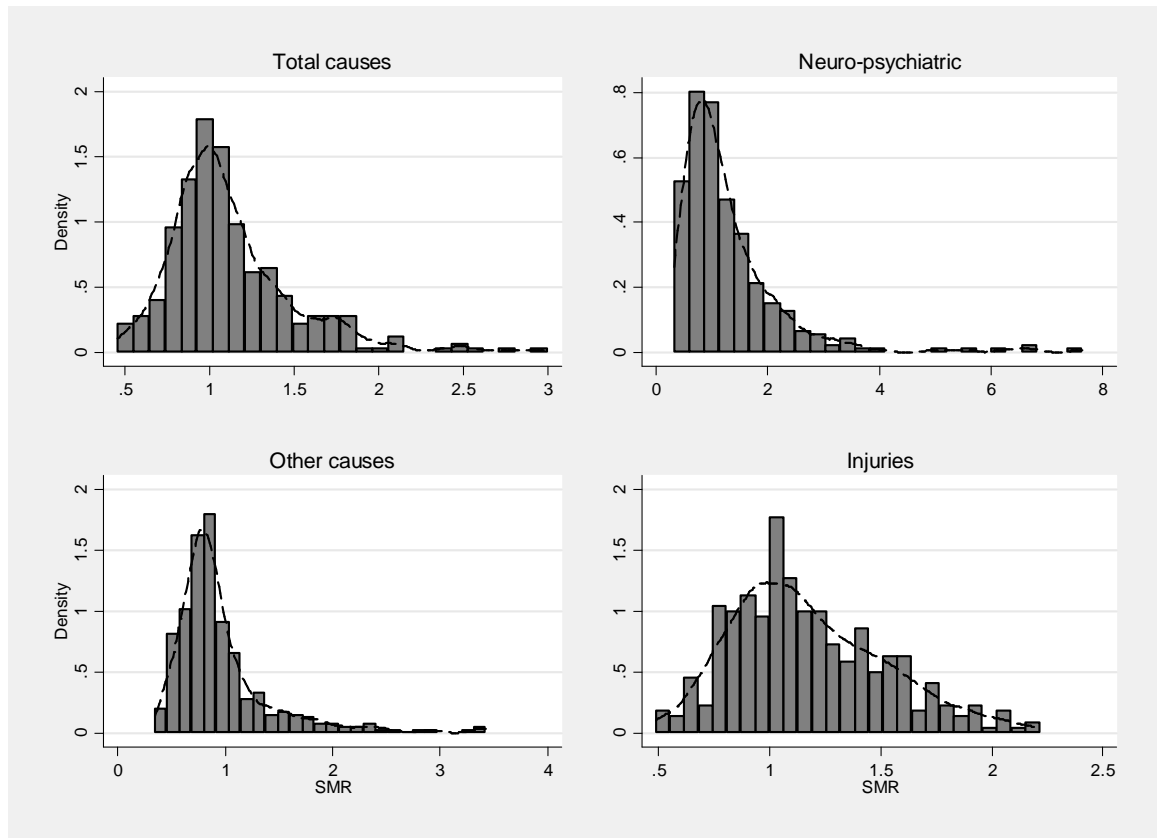 Total causes
Density
0 .5 1 1.5 2
.5 1 1.5 2 2.5 3
Neuro-psychiatric
0 .2 .4 .6 .8
0 2 4 6 8
Other causes
Density
0 .5 1 1.5 2
0 1 2 3 4
SMR
Injuries
0 .5 1 1.5 2
.5 1 1.5 2 2.5
SMR